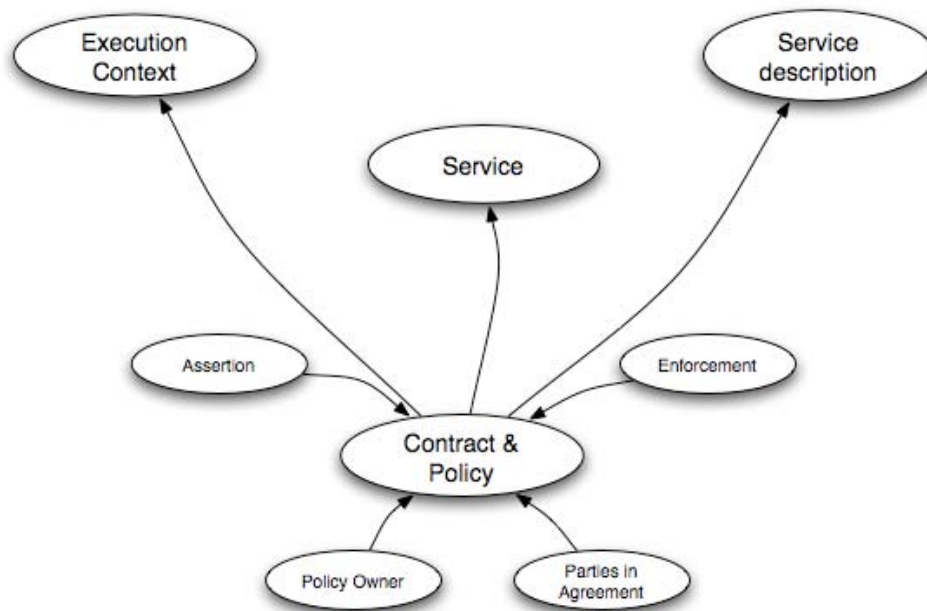 Execution
Context
Service
description
Service
Assertion
Enforcement
Contract &
Policy
Policy Owner
Parties in
Agreement